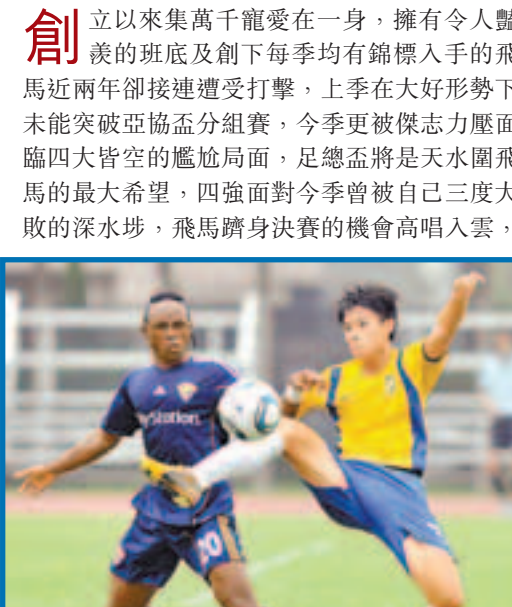 創立以來集萬千寵愛在一身，擁有令人豔
羨的班底及創下每季均有錦標入手的飛
馬近兩年卻接連遭受打擊，上季在大好形勢下
未能突破亞協盃分組賽，今季更被傑志力壓面
臨四大皆空的尷尬局面，足總盃將是天水圍飛
馬的最大希望，四強面對今季曾被自己三度大
敗的深水埗，飛馬躋身決賽的機會高唱入雲，
PlayStation
20